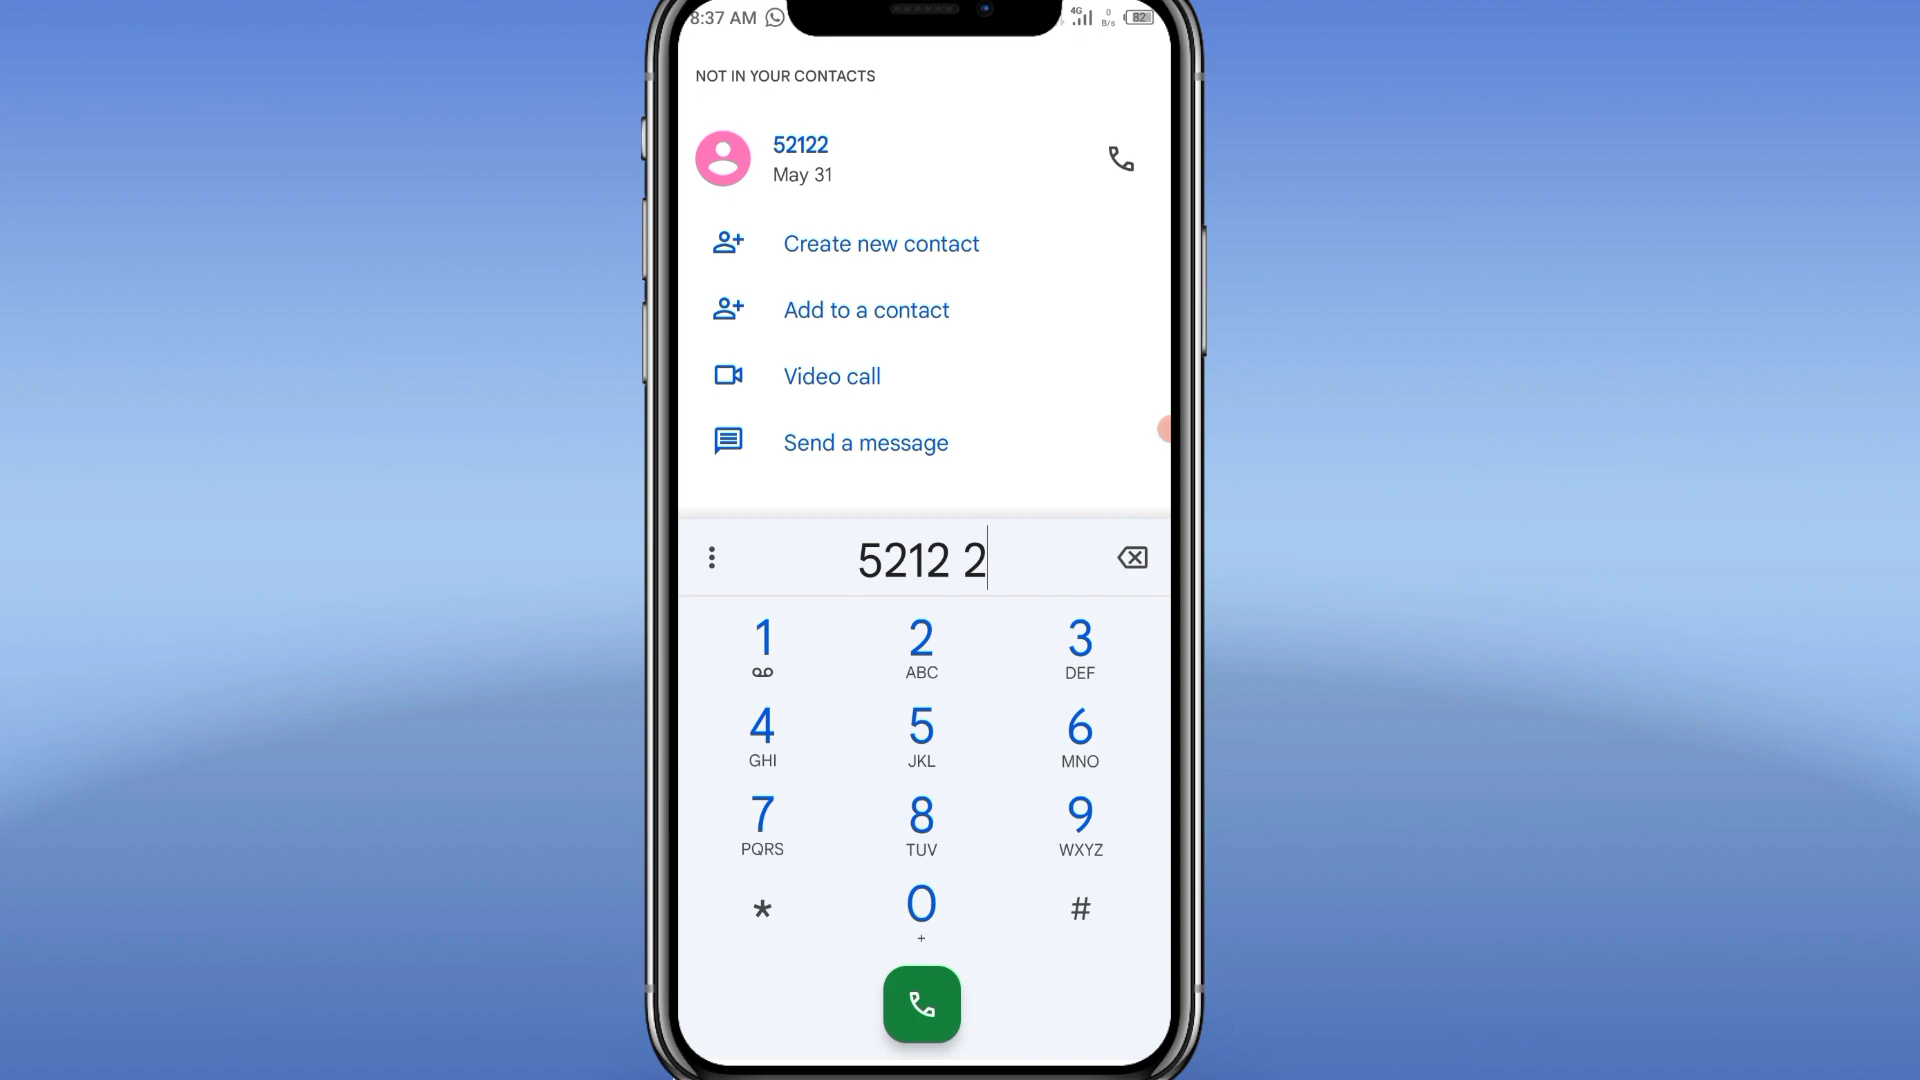 8:37 AM
4G
0
B/s
82
NOT IN YOUR CONTACTS
52122
May 31
Create new contact
Add to a contact
Video call
Send a message
5212 2
1 2 3
ABC DEF
4 5 6
GHI JKL MNO
7 8 9
PQRS TUV WXYZ
* 0 #
+